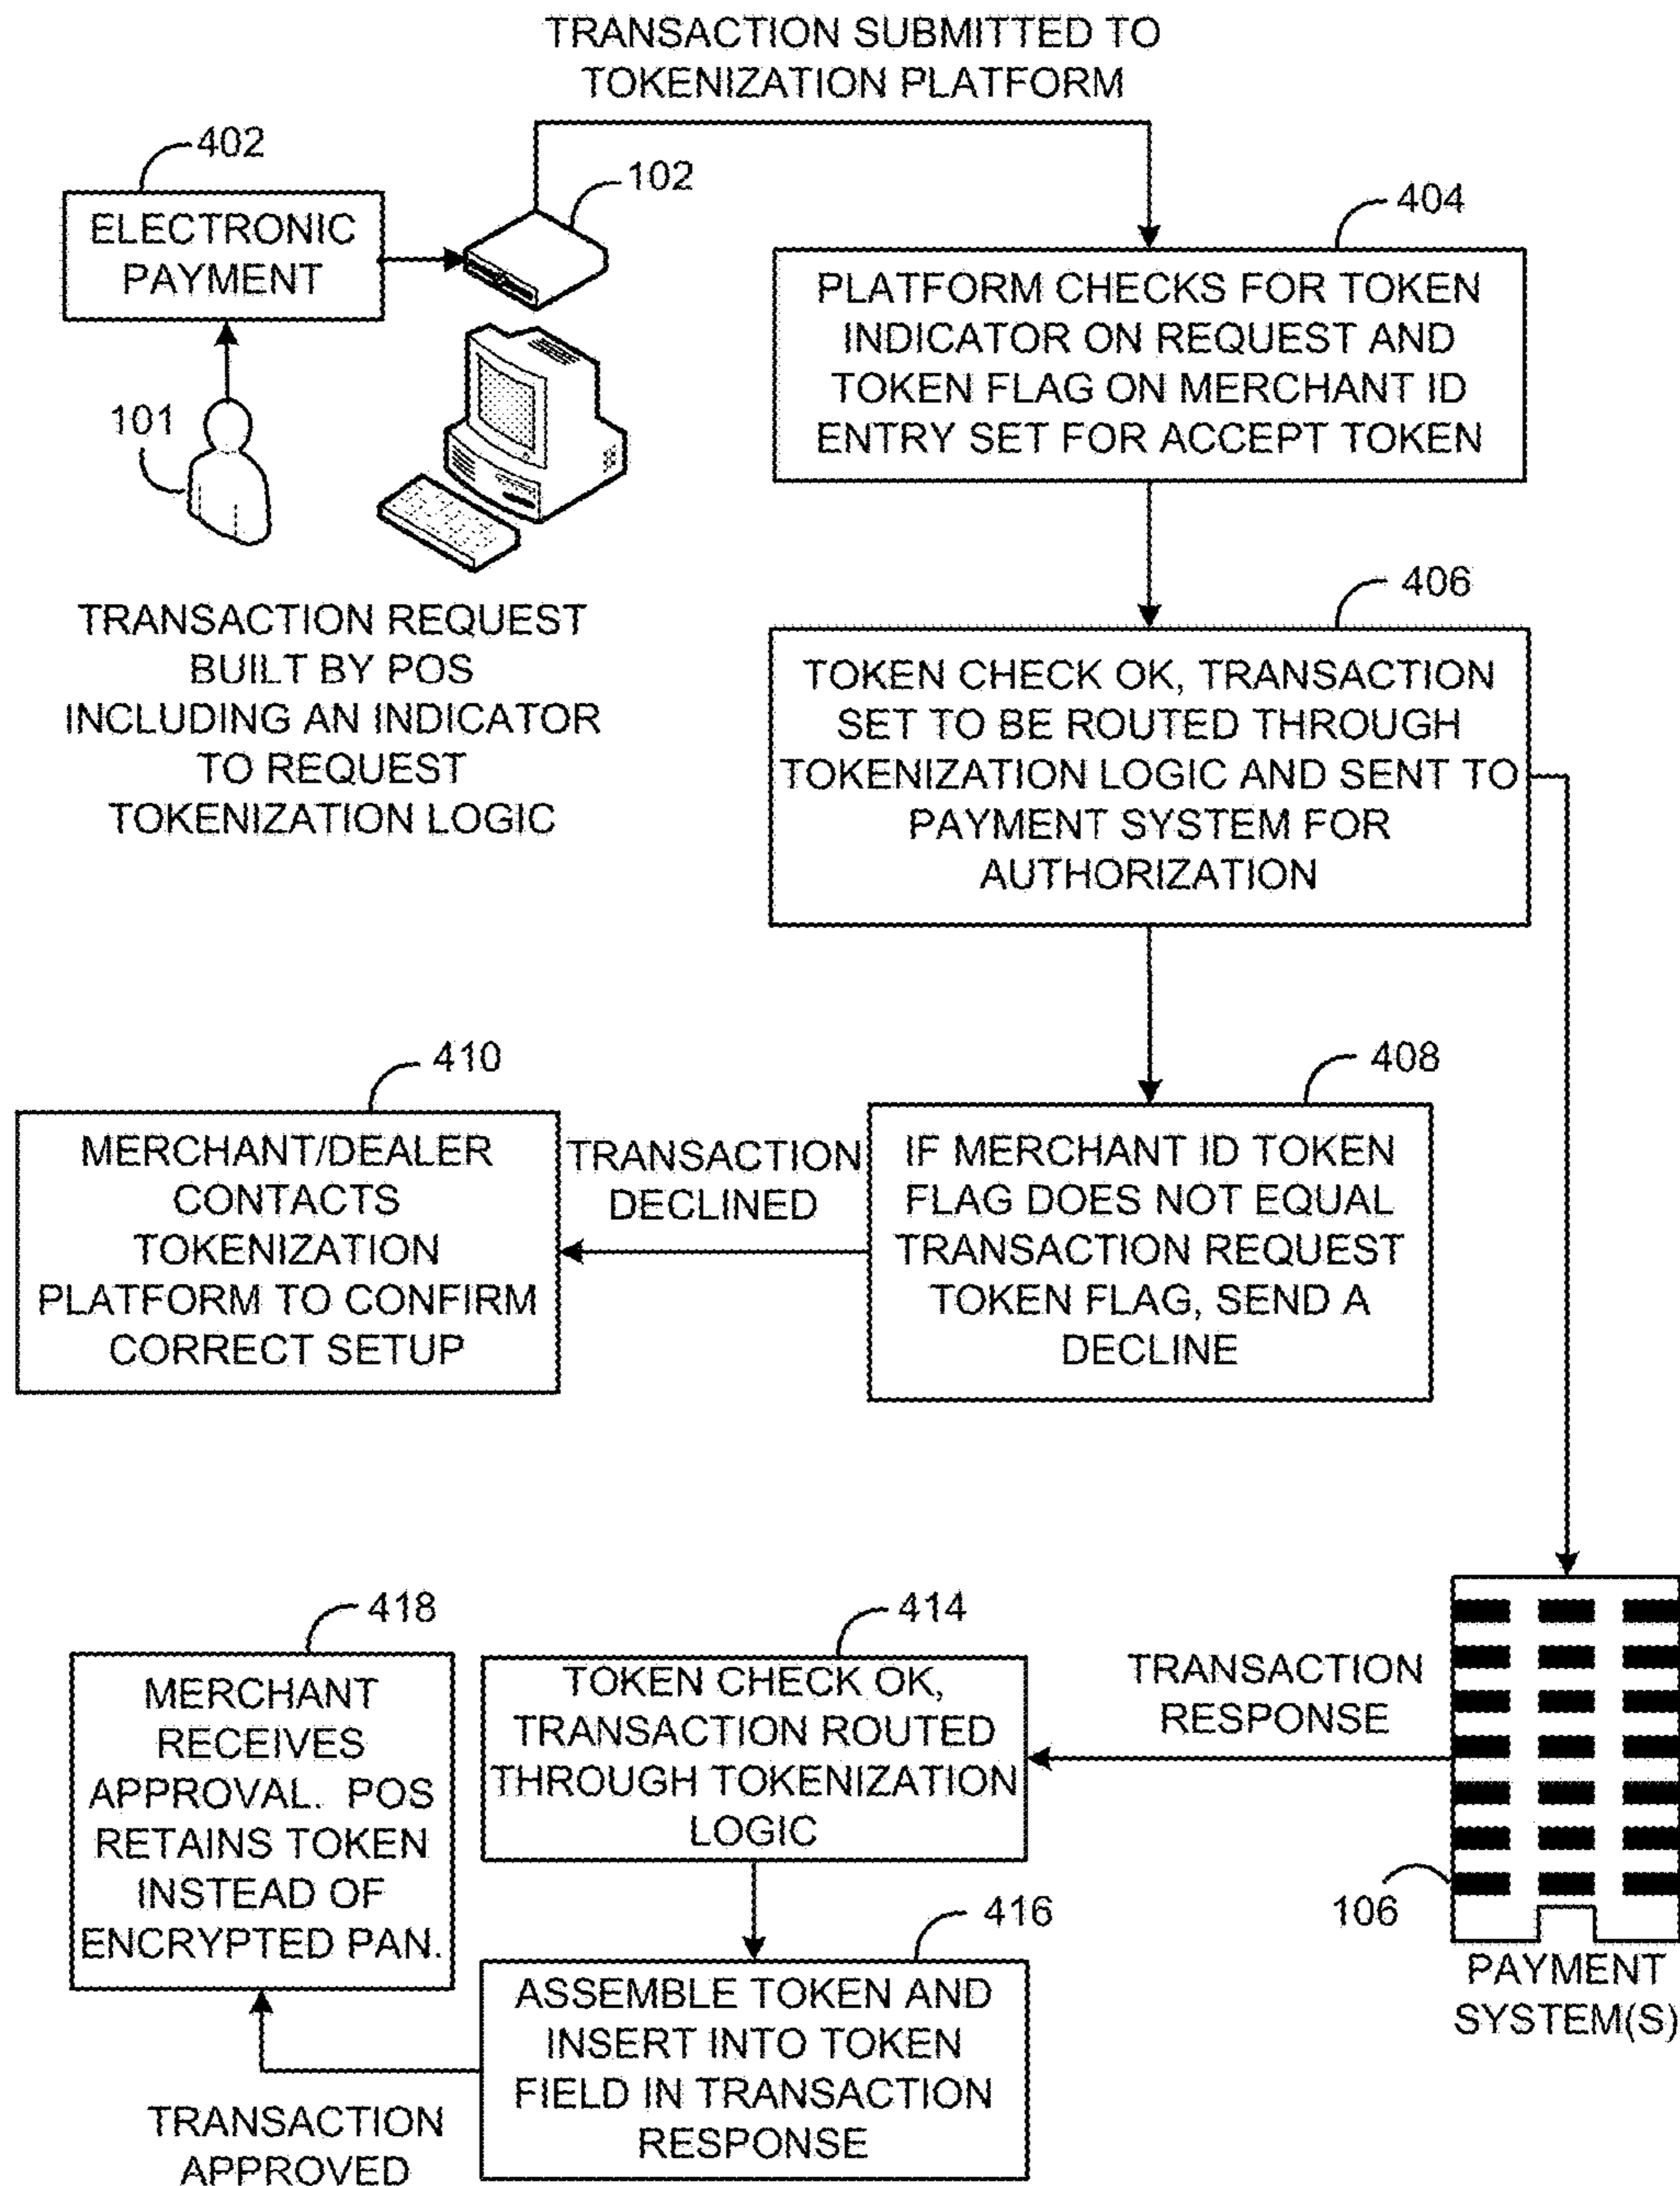 TRANSACTION SUBMITTED TO
TOKENIZATION PLATFORM
402
102
404
ELECTRONIC
PAYMENT
101
PLATFORM CHECKS FOR TOKEN
INDICATOR ON REQUEST AND
TOKEN FLAG ON MERCHANT ID
ENTRY SET FOR ACCEPT TOKEN
TRANSACTION REQUEST
BUILT BY POS
INCLUDING AN INDICATOR
TO REQUEST
TOKENIZATION LOGIC
406
TOKEN CHECK OK, TRANSACTION
SET TO BE ROUTED THROUGH
TOKENIZATION LOGIC AND SENT TO
PAYMENT SYSTEM FOR
AUTHORIZATION
408
IF MERCHANT ID TOKEN
FLAG DOES NOT EQUAL
TRANSACTION REQUEST
TOKEN FLAG, SEND A
DECLINE
TRANSACTION
DECLINED
410
MERCHANT/DEALER
CONTACTS
TOKENIZATION
PLATFORM TO CONFIRM
CORRECT SETUP
106
PAYMENT
SYSTEM(S)
TRANSACTION
RESPONSE
414
TOKEN CHECK OK,
TRANSACTION ROUTED
THROUGH TOKENIZATION
LOGIC
416
ASSEMBLE TOKEN AND
INSERT INTO TOKEN
FIELD IN TRANSACTION
RESPONSE
TRANSACTION
APPROVED
418
MERCHANT
RECEIVES
APPROVAL. POS
RETAINS TOKEN
INSTEAD OF
ENCRYPTED PAN.